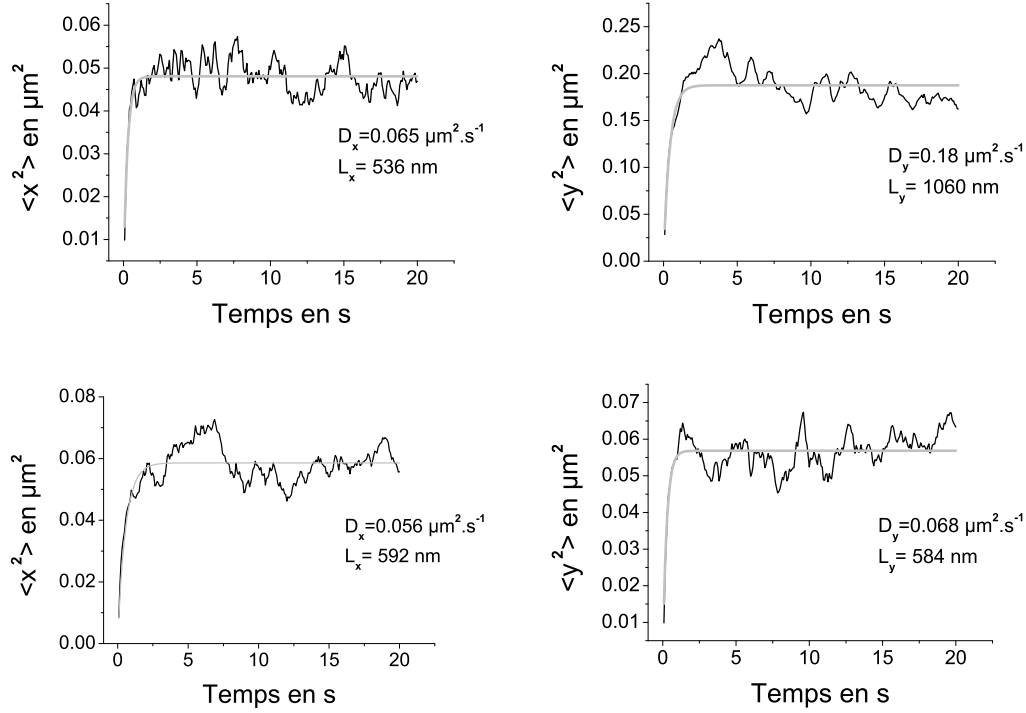 <x²> en µm²
0.06
0.05
0.04
0.03
0.02
0.01
D_x=0.065 µm².s⁻¹
L_x= 536 nm
0 5 10 15 20
Temps en s
<y²> en µm²
0.25
0.20
0.15
0.10
0.05
0.00
D_y=0.18 µm².s⁻¹
L_y= 1060 nm
0 5 10 15 20
Temps en s
<x²> en µm²
0.08
0.06
0.04
0.02
0.00
D_x=0.056 µm².s⁻¹
L_x= 592 nm
0 5 10 15 20
Temps en s
<y²> en µm²
0.07
0.06
0.05
0.04
0.03
0.02
0.01
D_y=0.068 µm².s⁻¹
L_y= 584 nm
0 5 10 15 20
Temps en s